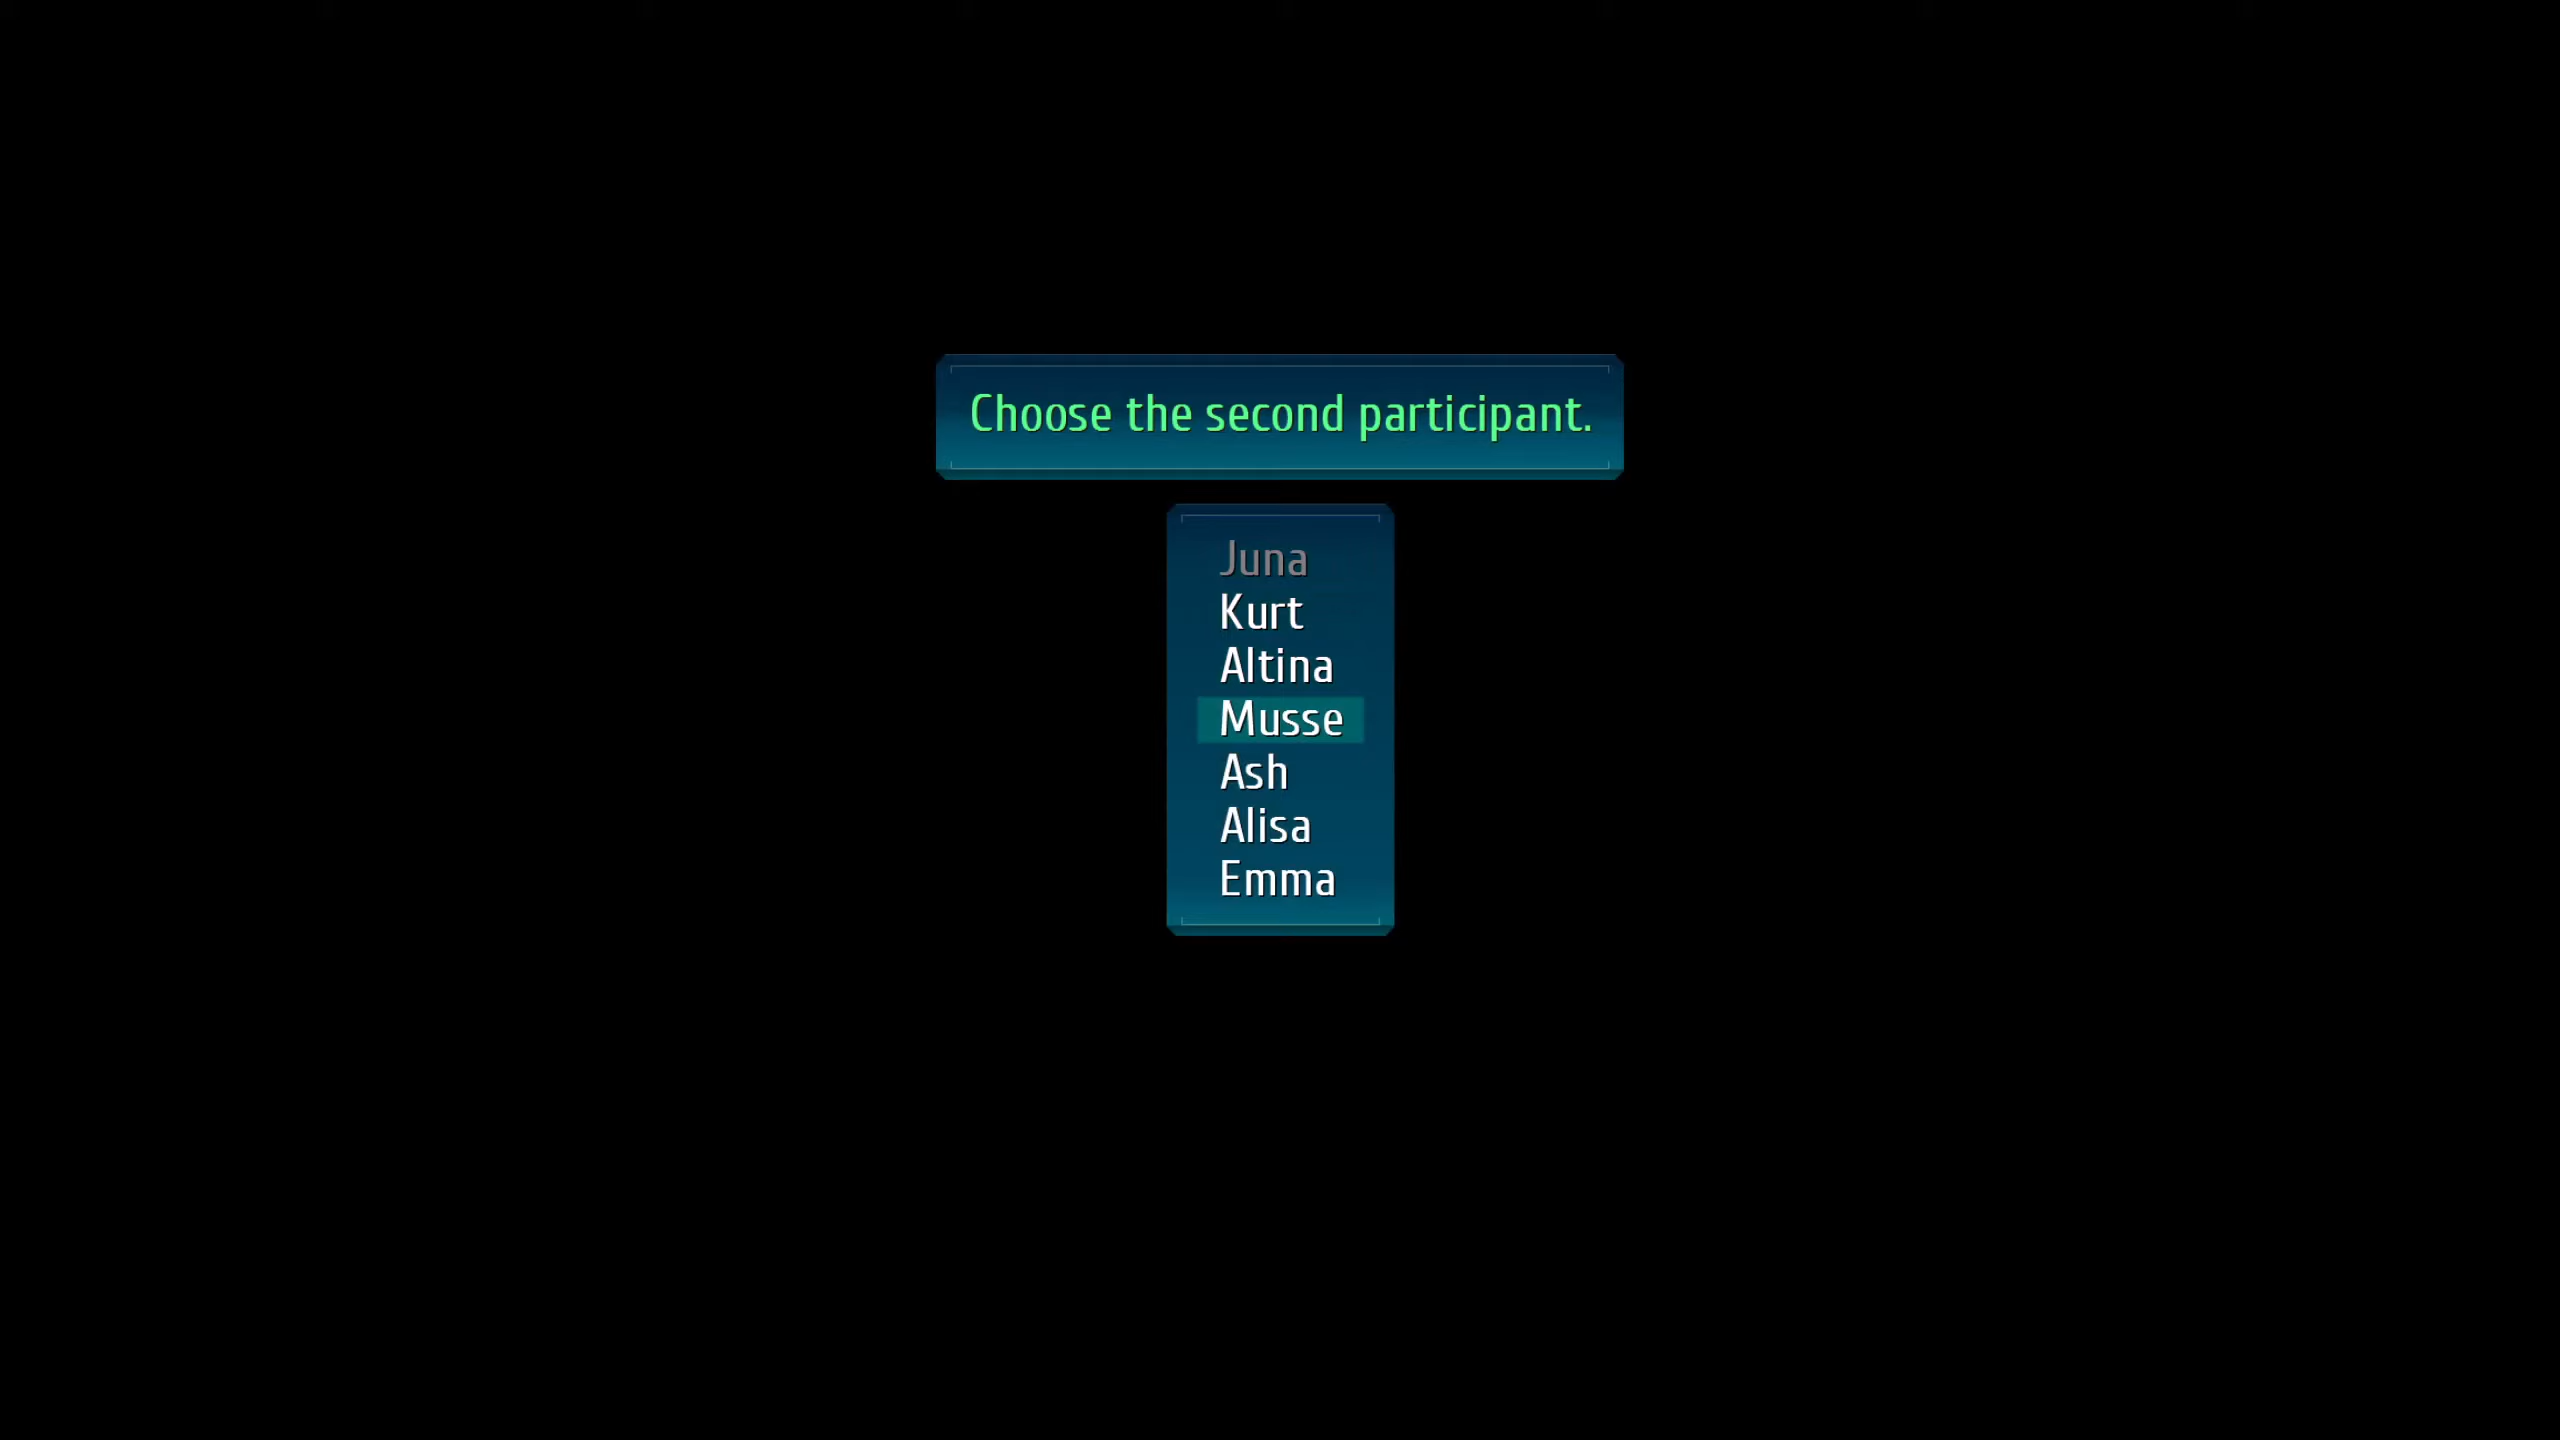 Choose the second participant.
Juna
Kurt
Altina
Musse
Ash
Alisa
Emma